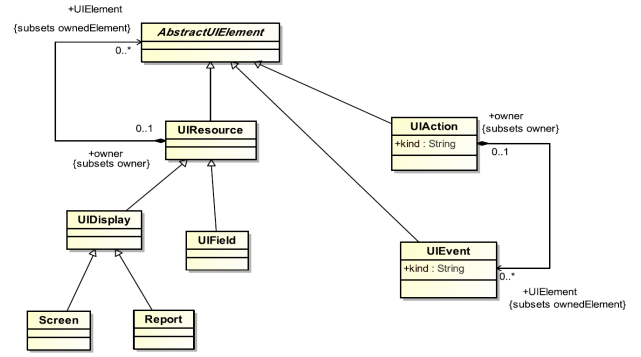 +UIElement
{subsets ownedElement}
0..*
AbstractUIElement
0..1
UIResource
+owner
{subsets owner}
UIAction
+kind : String
+owner
{subsets owner}
0..1
UIDisplay
UIField
UIEvent
+kind : String
0..*
+UIElement
{subsets ownedElement}
Screen
Report